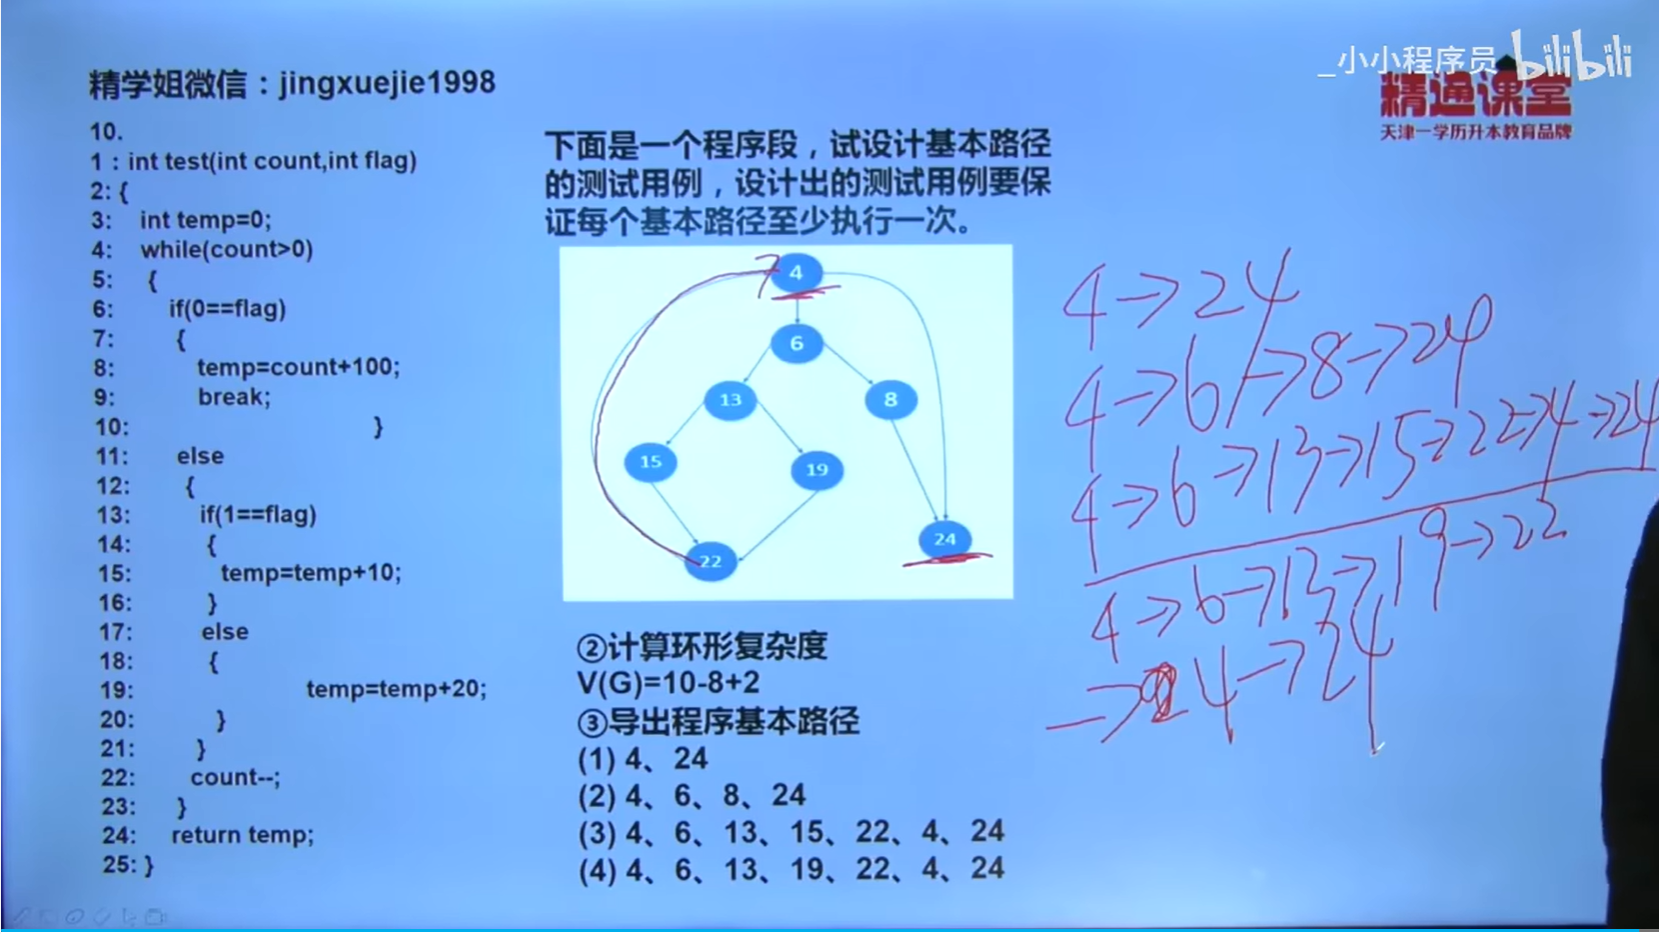 _小小程序员 bilibili
精学姐微信：jingxuejie1998
精通课堂
天津一学历升本教育品牌
10.
1 : int test(int count,int flag)
2: {
3: int temp=0;
4: while(count>0)
5: {
6: if(0==flag)
7: {
8: temp=count+100;
9: break;
10: }
11: else
12: {
13: if(1==flag)
14: {
15: temp=temp+10;
16: }
17: else
18: {
19: temp=temp+20;
20: }
21: }
22: count--;
23: }
24: return temp;
25: }
下面是一个程序段，试设计基本路径
的测试用例，设计出的测试用例要保
证每个基本路径至少执行一次。
4
6
13
8
15
19
24
22
②计算环形复杂度
V(G)=10-8+2
③导出程序基本路径
(1) 4、24
(2) 4、6、8、24
(3) 4、6、13、15、22、4、24
(4) 4、6、13、19、22、4、24
4→24
4→6→8→24
4→6→13→15→22→4→24
4→6→13→19→22
→4→24